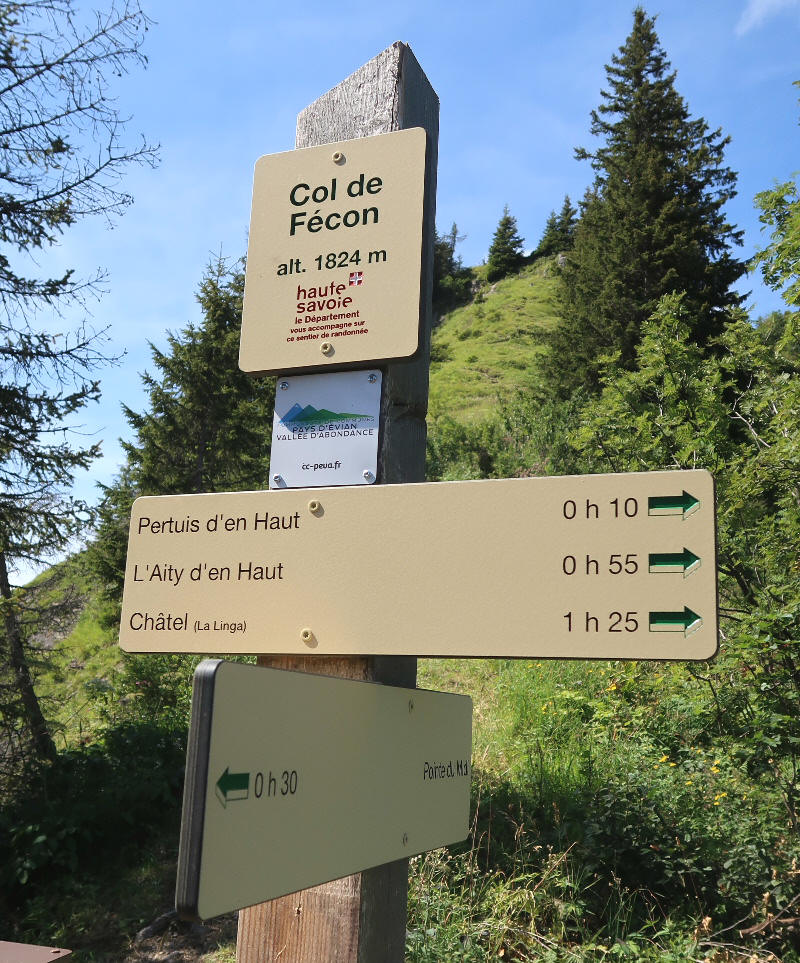 Col de
Fécon
alt. 1824 m
haute
savoie
le Département
vous accompagne sur
ce sentier de randonnée
PAYS D'ÉVIAN
VALLÉE D'ABONDANCE
cc-peva.fr
Pertuis d'en Haut 0 h 10
L'Aity d'en Haut 0 h 55
Châtel (La Linga) 1 h 25
0 h 30 Pointe du